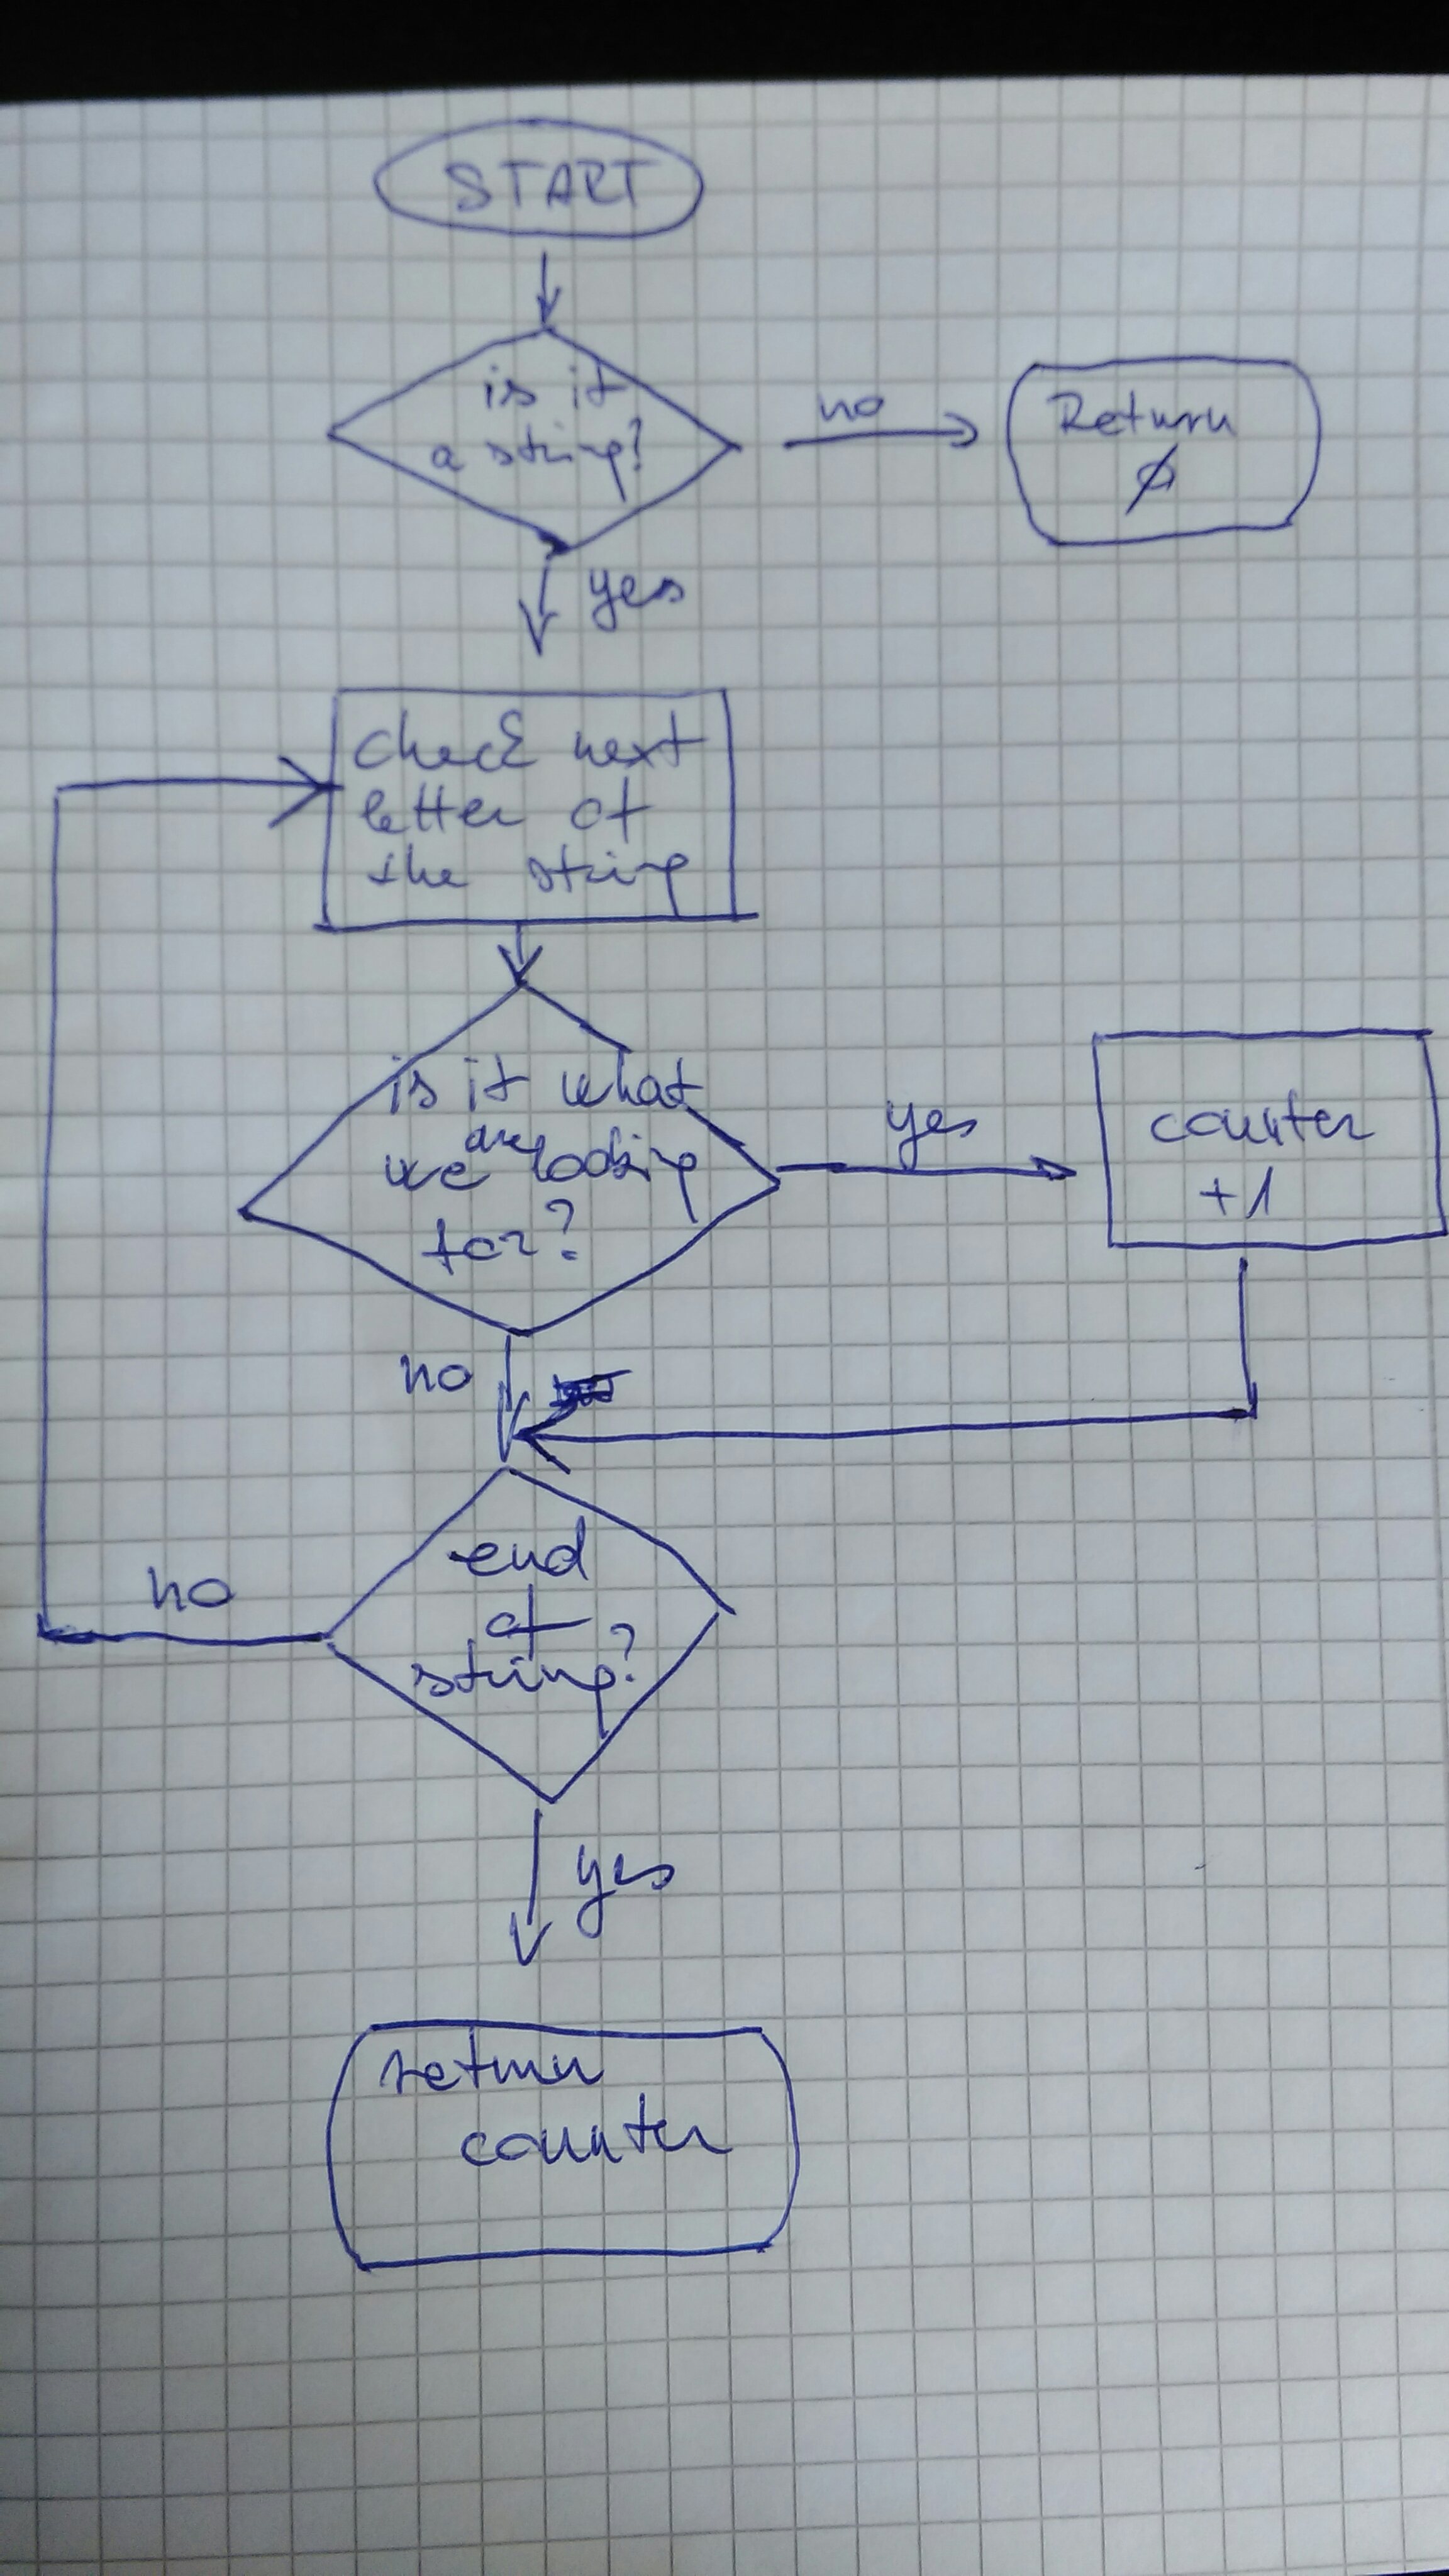 START
is it
a string?
no
Return
0
yes
check next
letter of
the string
is it what
we are looking
for?
yes
counter
+1
no
end
of
string?
no
yes
return
counter